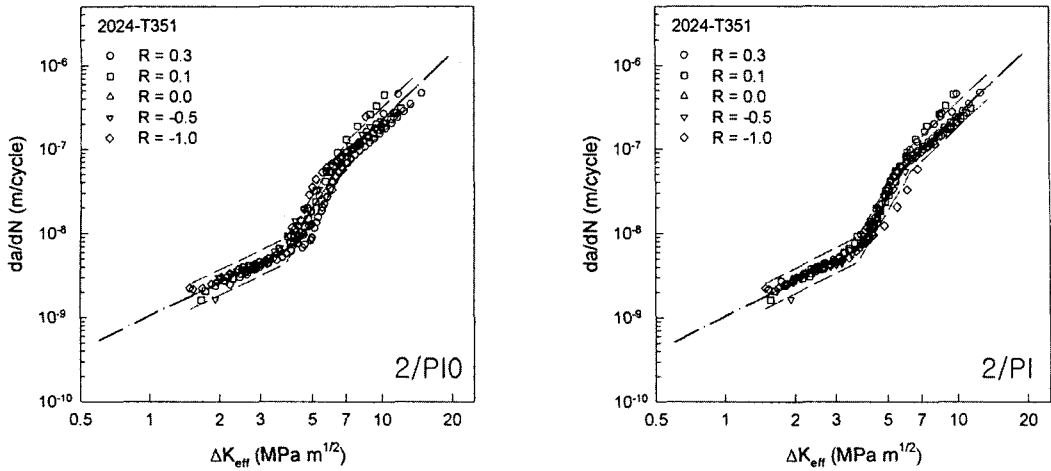 2024-T351
R = 0.3
R = 0.1
R = 0.0
R = -0.5
R = -1.0
10⁻⁶
10⁻⁷
10⁻⁸
10⁻⁹
10⁻¹⁰
da/dN (m/cycle)
2/PI0
0.5 1 2 3 5 7 10 20
ΔK_eff (MPa m^1/2)
2024-T351
R = 0.3
R = 0.1
R = 0.0
R = -0.5
R = -1.0
10⁻⁶
10⁻⁷
10⁻⁸
10⁻⁹
10⁻¹⁰
da/dN (m/cycle)
2/PI
0.5 1 2 3 5 7 10 20
ΔK_eff (MPa m^1/2)